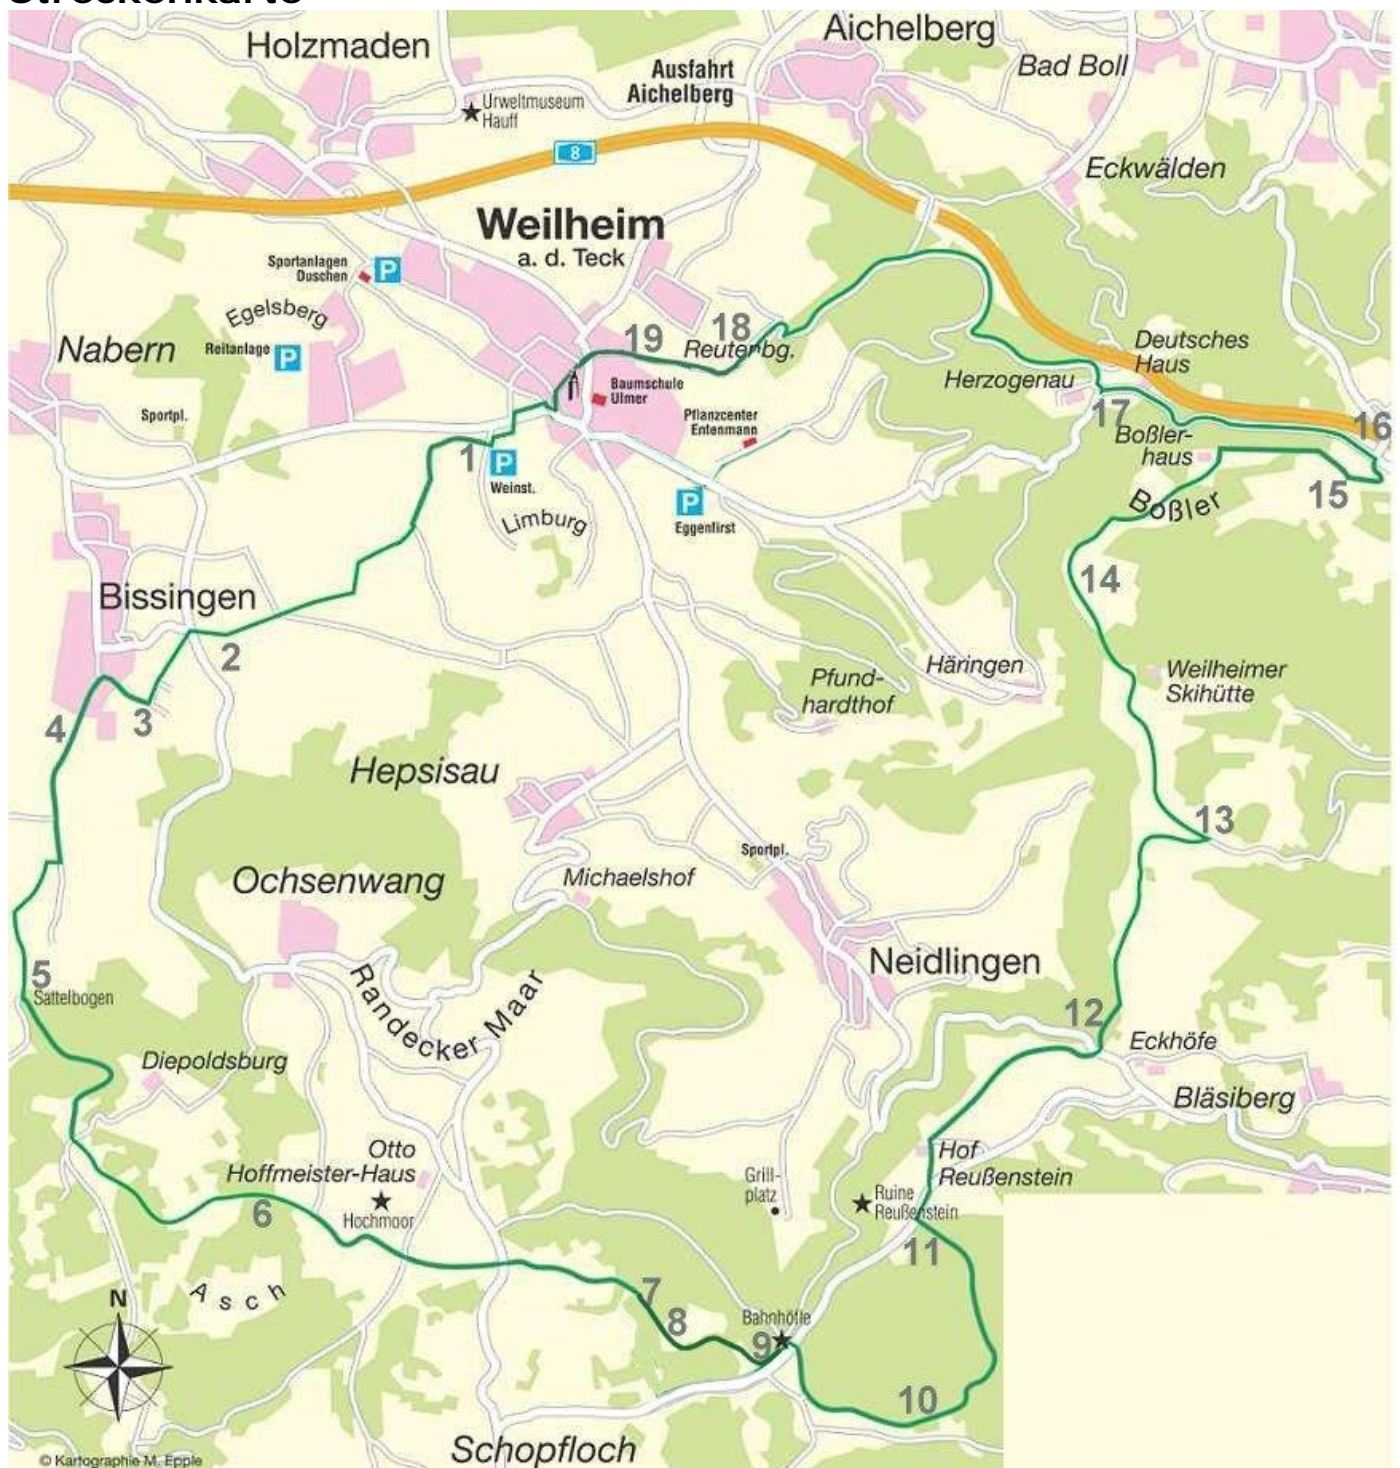 Streckenkarte
Holzmaden
Aichelberg
Bad Boll
Ausfahrt
Aichelberg
Urweltmuseum
Hauff
8
Eckwälden
Weilheim
a. d. Teck
Sportanlagen
Duschen
P
Egelsberg
Nabern
Reitanlage
P
19
18
Reutenbg.
Deutsches
Haus
Herzogenau
Baumschule
Ulmer
Sportpl.
Pflanzcenter
Entenmann
17
16
Boßler-
haus
1
P
Weinst.
15
Boßler
P
Eggenfirst
Limburg
14
Bissingen
2
Häringen
Weilheimer
Skihütte
Pfund-
hardthof
3
4
Hepsisau
13
Sportpl.
Ochsenwang
Michaelshof
Neidlingen
5
Sattelbogen
Randecker Maar
12
Eckhöfe
Diepoldsburg
Bläsiberg
Otto
Hoffmeister-Haus
Hof
Reußenstein
Grill-
platz
Ruine
Reußenstein
6
Hochmoor
11
Asch
7
N
8
Bahnhöfle
9
10
Schopfloch
© Kartographie M. Epple